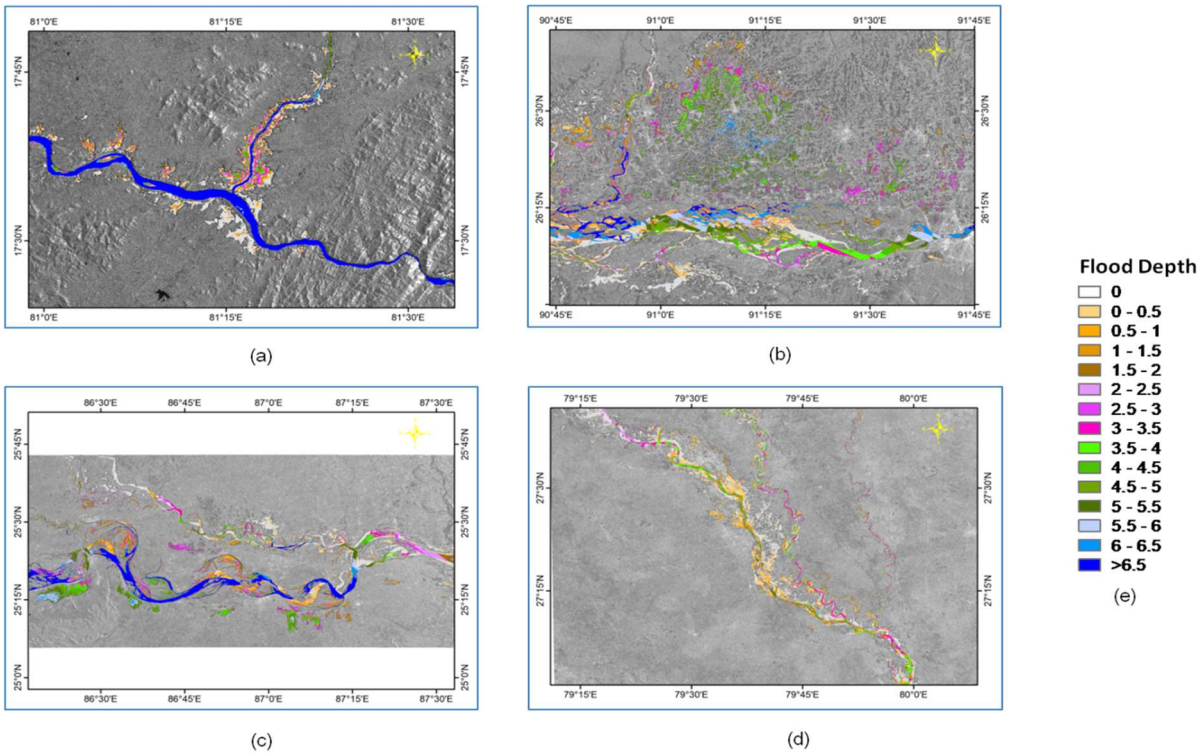 81°0'E 81°15'E 81°30'E
17°45'N 17°45'N
17°30'N 17°30'N
81°0'E 81°15'E 81°30'E
(a)
90°45'E 91°0'E 91°15'E 91°30'E 91°45'E
26°30'N 26°30'N
26°15'N 26°15'N
90°45'E 91°0'E 91°15'E 91°30'E 91°45'E
(b)
86°30'E 86°45'E 87°0'E 87°15'E 87°30'E
25°45'N 25°45'N
25°30'N 25°30'N
25°15'N 25°15'N
25°0'N 25°0'N
86°30'E 86°45'E 87°0'E 87°15'E 87°30'E
(c)
79°15'E 79°30'E 79°45'E 80°0'E
27°30'N 27°30'N
27°15'N 27°15'N
79°15'E 79°30'E 79°45'E 80°0'E
(d)
Flood Depth
0
0 - 0.5
0.5 - 1
1 - 1.5
1.5 - 2
2 - 2.5
2.5 - 3
3 - 3.5
3.5 - 4
4 - 4.5
4.5 - 5
5 - 5.5
5.5 - 6
6 - 6.5
>6.5
(e)